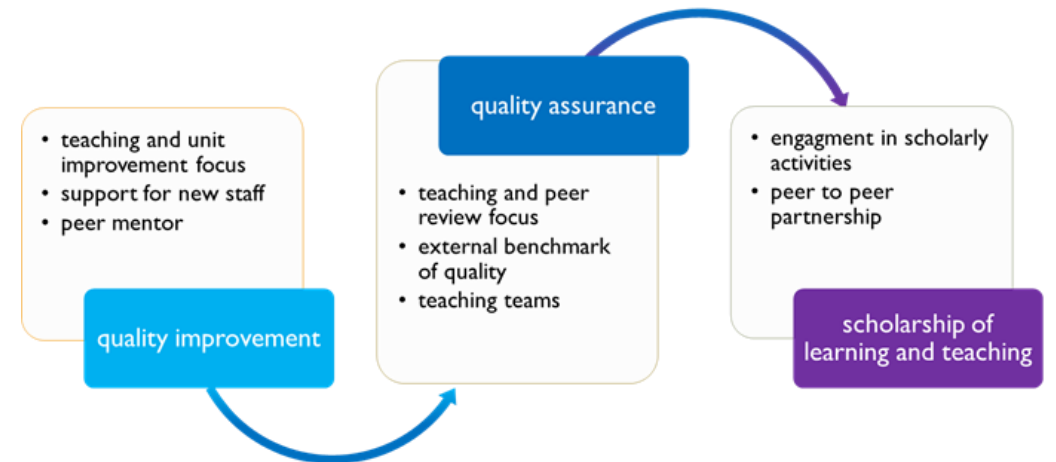 • teaching and unit
improvement focus
• support for new staff
• peer mentor
quality improvement
quality assurance
• teaching and peer
review focus
• external benchmark
of quality
• teaching teams
• engagment in scholarly
activities
• peer to peer
partnership
scholarship of
learning and teaching